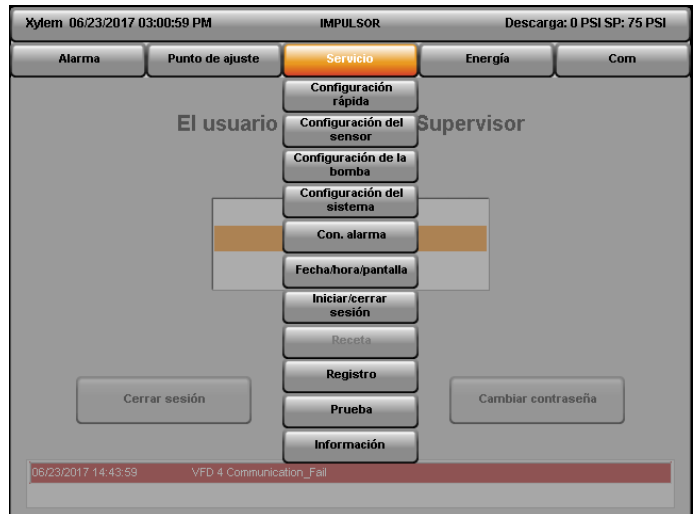 Xylem 06/23/2017 03:00:59 PM IMPULSOR Descarga: 0 PSI SP: 75 PSI
Alarma Punto de ajuste Servicio Energía Com
Configuración
rápida
El usuario Supervisor
Configuración del
sensor
Configuración de la
bomba
Configuración del
sistema
Con. alarma
Fecha/hora/pantalla
Iniciar/cerrar
sesión
Receta
Registro
Cerrar sesión Cambiar contraseña
Prueba
Información
06/23/2017 14:43:59 VFD 4 Communication_Fail